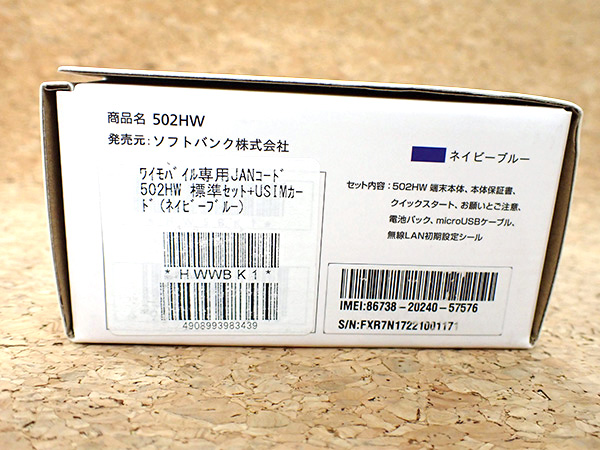 商品名 502HW
発売元: ソフトバンク株式会社
ﾜｲﾓﾊﾞｲﾙ専用JANｺｰﾄﾞ
502HW 標準ｾｯﾄ+USIMｶｰ
ﾄﾞ(ﾈｲﾋﾞｰﾌﾞﾙｰ)
* H WWB K 1 *
4908993983439
ネイビーブルー
セット内容：502HW 端末本体、本体保証書、
クイックスタート、お願いとご注意、
電池パック、microUSBケーブル、
無線LAN初期設定シール
IMEI:86738-20240-57576
S/N:FXR7N17221001171